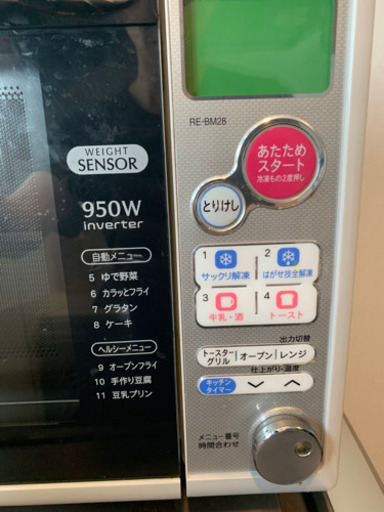 WEIGHT
SENSOR
950W
inverter
自動メニュー
5 ゆで野菜
6 カラッとフライ
7 グラタン
8 ケーキ
ヘルシーメニュー
9 オーブンフライ
10 手作り豆腐
11 豆乳プリン
RE-BM28
あたため
スタート
冷凍もの2度押し
とりけし
1
サックリ解凍
2
はがせ技全解凍
3
牛乳・酒
4
トースト
出力切替
トースター
グリル
オーブン
レンジ
仕上がり・温度
キッチン
タイマー
メニュー番号
時間合わせ